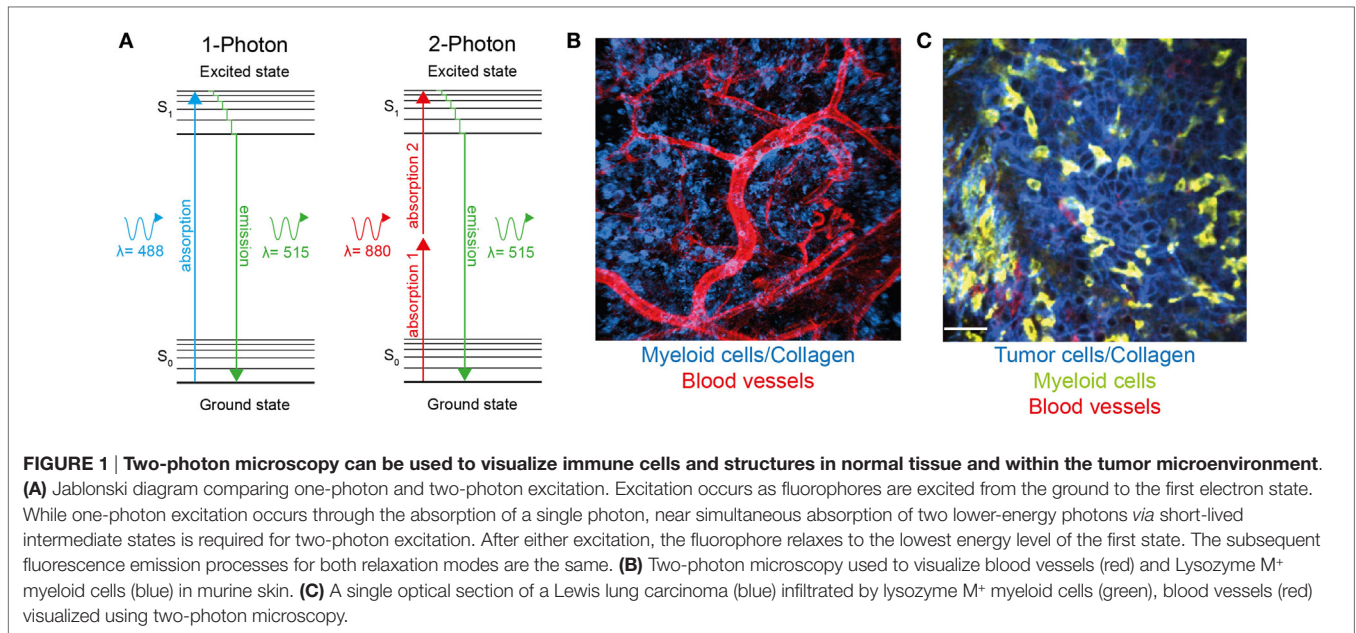 A
1-Photon
Excited state
S1
absorption
emission
λ= 488
λ= 515
S0
Ground state
2-Photon
Excited state
S1
absorption 2
absorption 1
emission
λ= 880
λ= 515
S0
Ground state
B
Myeloid cells/Collagen
Blood vessels
C
Tumor cells/Collagen
Myeloid cells
Blood vessels
FIGURE 1 | Two-photon microscopy can be used to visualize immune cells and structures in normal tissue and within the tumor microenvironment.
(A) Jablonski diagram comparing one-photon and two-photon excitation. Excitation occurs as fluorophores are excited from the ground to the first electron state.
While one-photon excitation occurs through the absorption of a single photon, near simultaneous absorption of two lower-energy photons via short-lived
intermediate states is required for two-photon excitation. After either excitation, the fluorophore relaxes to the lowest energy level of the first state. The subsequent
fluorescence emission processes for both relaxation modes are the same. (B) Two-photon microscopy used to visualize blood vessels (red) and Lysozyme M⁺
myeloid cells (blue) in murine skin. (C) A single optical section of a Lewis lung carcinoma (blue) infiltrated by lysozyme M⁺ myeloid cells (green), blood vessels (red)
visualized using two-photon microscopy.